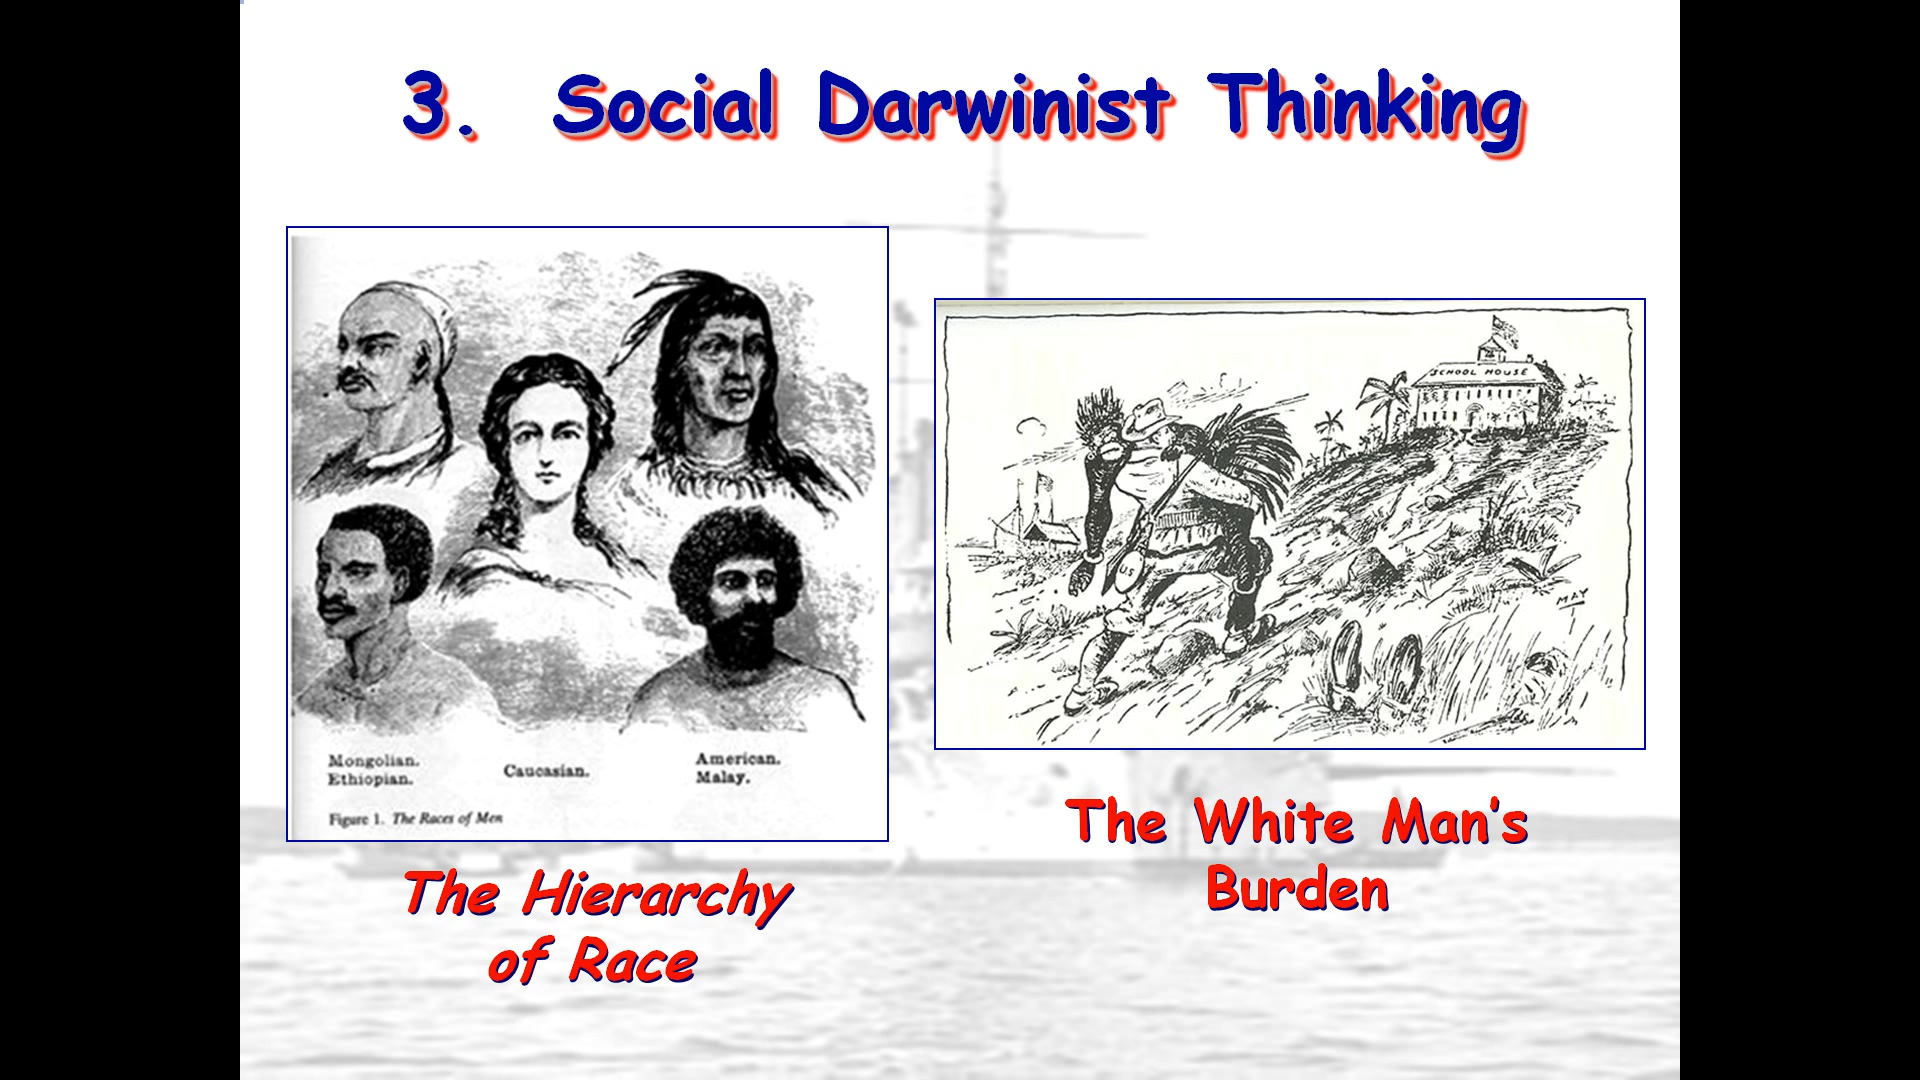 3. Social Darwinist Thinking
Mongolian.
Ethiopian.
Caucasian.
American.
Malay.
Figure 1. The Races of Men
SCHOOL HOUSE
U.S
MAY
The Hierarchy
of Race
The White Man’s
Burden